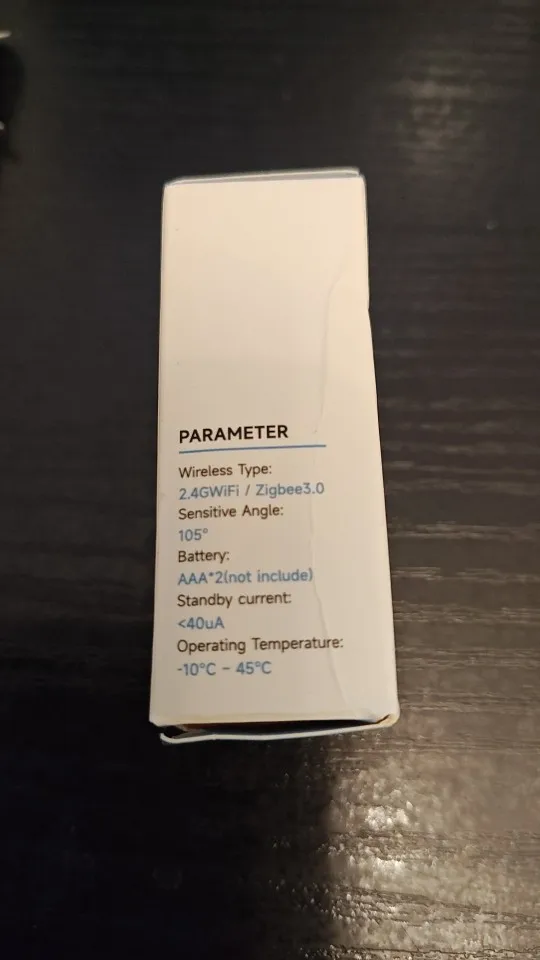 PARAMETER
Wireless Type:
2.4GWiFi / Zigbee3.0
Sensitive Angle:
105°
Battery:
AAA*2(not include)
Standby current:
<40uA
Operating Temperature:
-10°C - 45°C